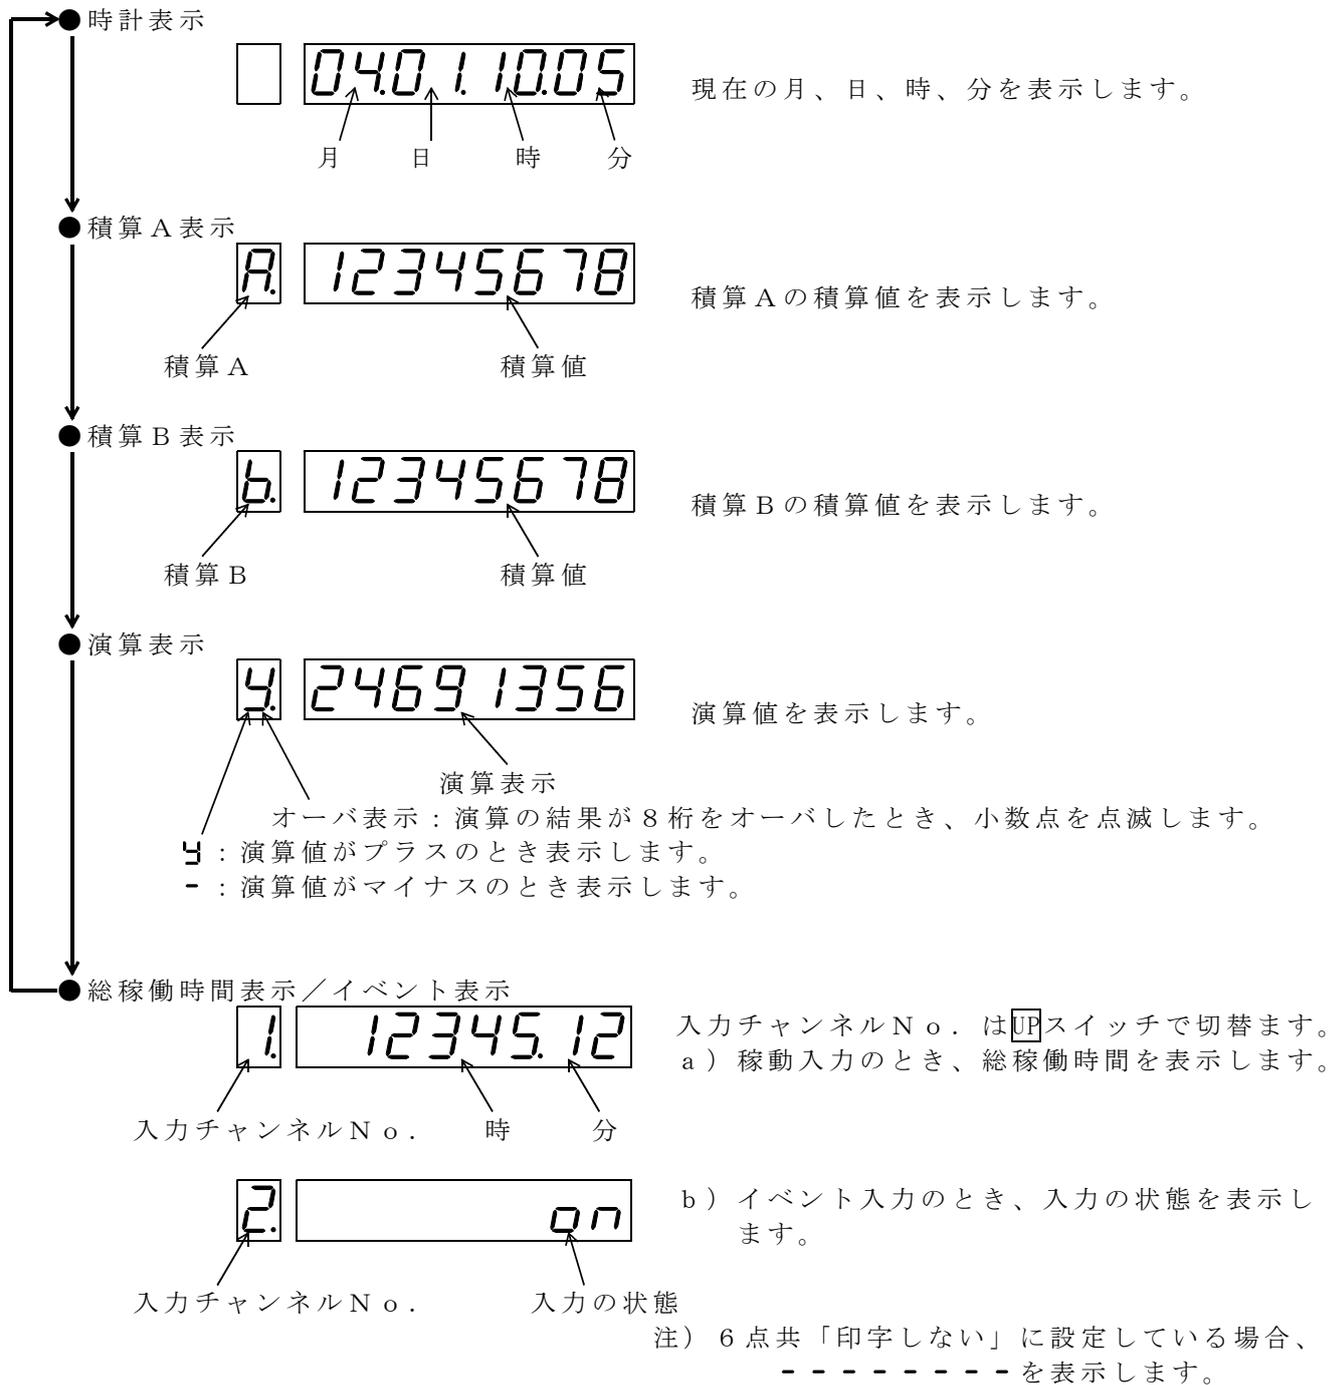 時計表示
04.01.10.05
現在の月、日、時、分を表示します。
月 日 時 分
積算A表示
A. 12345678
積算Aの積算値を表示します。
積算A 積算値
積算B表示
b. 12345678
積算Bの積算値を表示します。
積算B 積算値
演算表示
y. 24691356
演算値を表示します。
演算表示
オーバ表示：演算の結果が8桁をオーバしたとき、小数点を点滅します。
y：演算値がプラスのとき表示します。
-：演算値がマイナスのとき表示します。
総稼働時間表示／イベント表示
1. 12345.12
入力チャンネルNo．はUPスイッチで切替ます。
a）稼動入力のとき、総稼働時間を表示します。
入力チャンネルNo． 時 分
2. on
b）イベント入力のとき、入力の状態を表示し
ます。
入力チャンネルNo． 入力の状態
注）6点共「印字しない」に設定している場合、
--------を表示します。